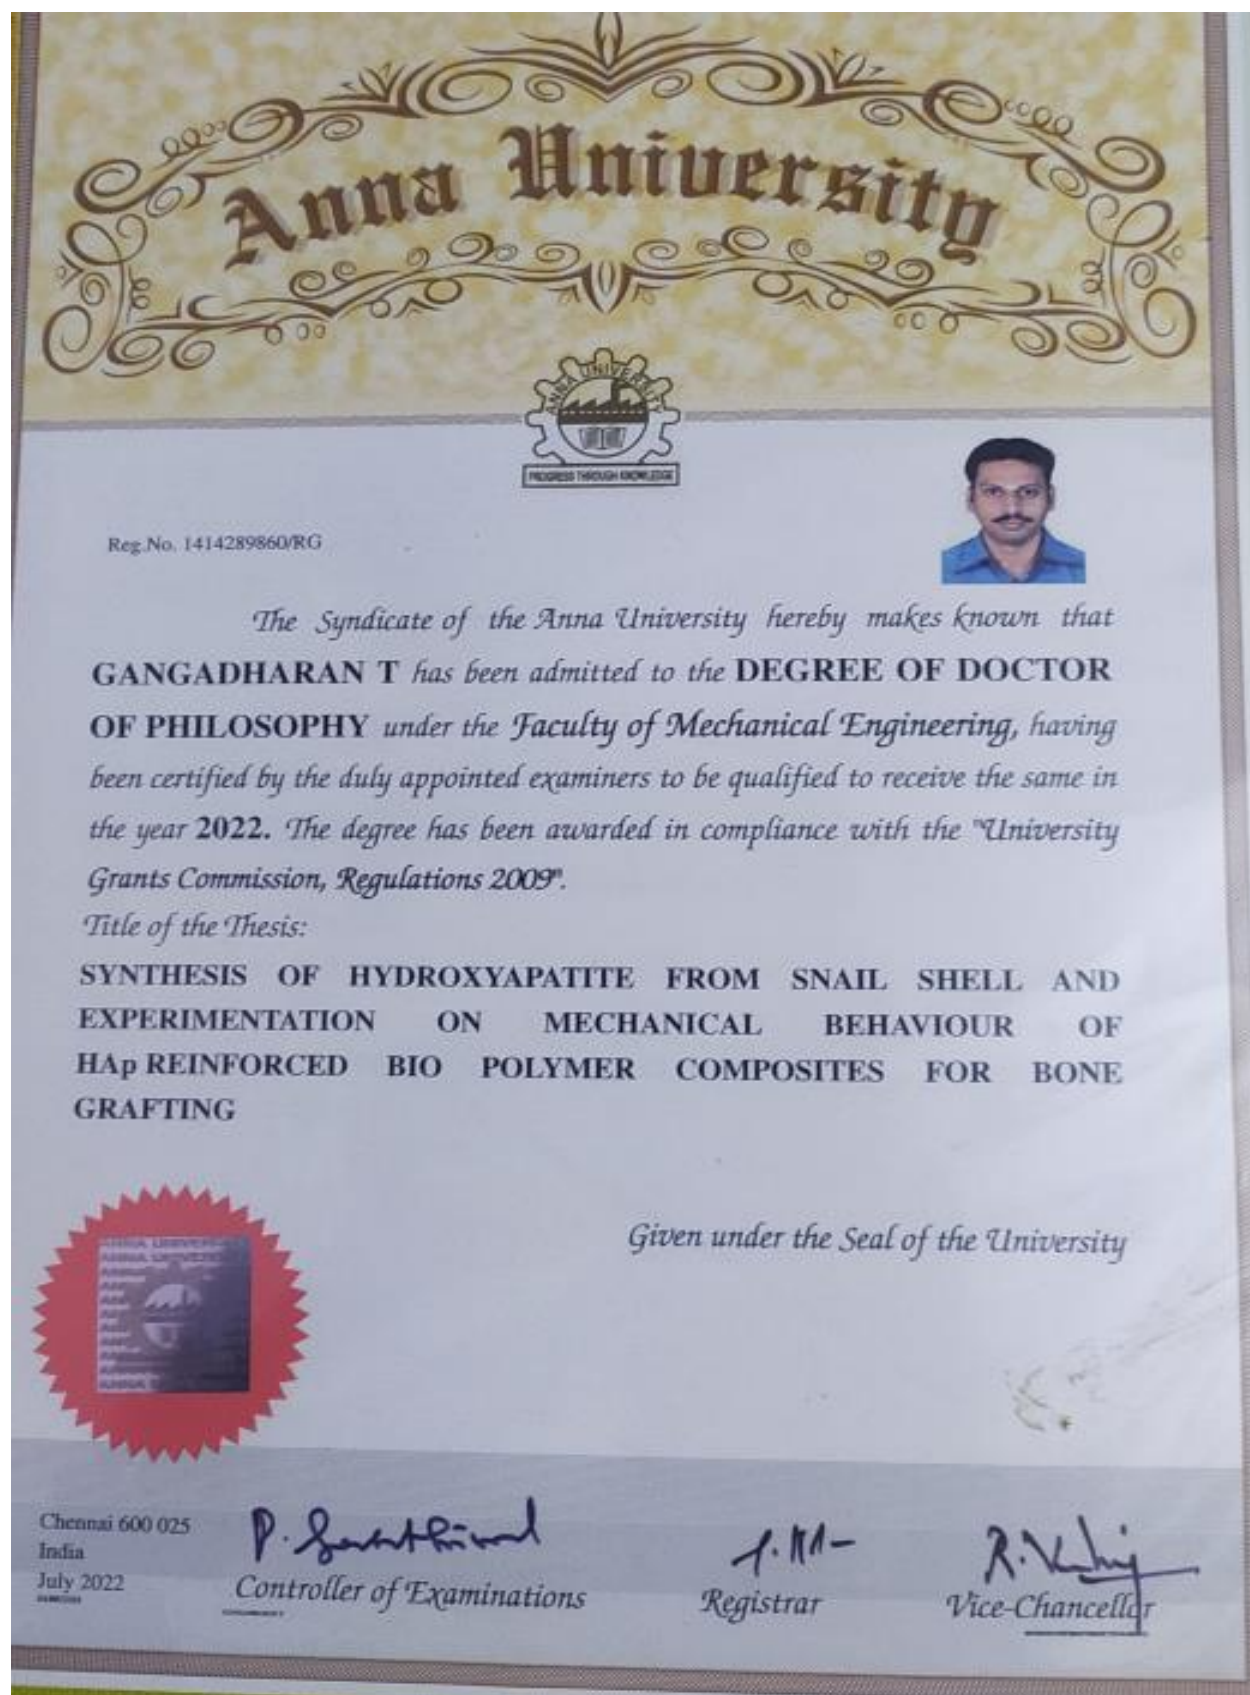 Anna University
ANNA UNIVERSITY
PROGRESS THROUGH KNOWLEDGE
Reg.No. 1414289860/RG
The Syndicate of the Anna University hereby makes known that
GANGADHARAN T has been admitted to the DEGREE OF DOCTOR
OF PHILOSOPHY under the Faculty of Mechanical Engineering, having
been certified by the duly appointed examiners to be qualified to receive the same in
the year 2022. The degree has been awarded in compliance with the "University
Grants Commission, Regulations 2009".
Title of the Thesis:
SYNTHESIS OF HYDROXYAPATITE FROM SNAIL SHELL AND
EXPERIMENTATION ON MECHANICAL BEHAVIOUR OF
HAp REINFORCED BIO POLYMER COMPOSITES FOR BONE
GRAFTING
Given under the Seal of the University
ANNA UNIVERSITY
Chennai 600 025
India
July 2022
Controller of Examinations
Registrar
Vice-Chancellor